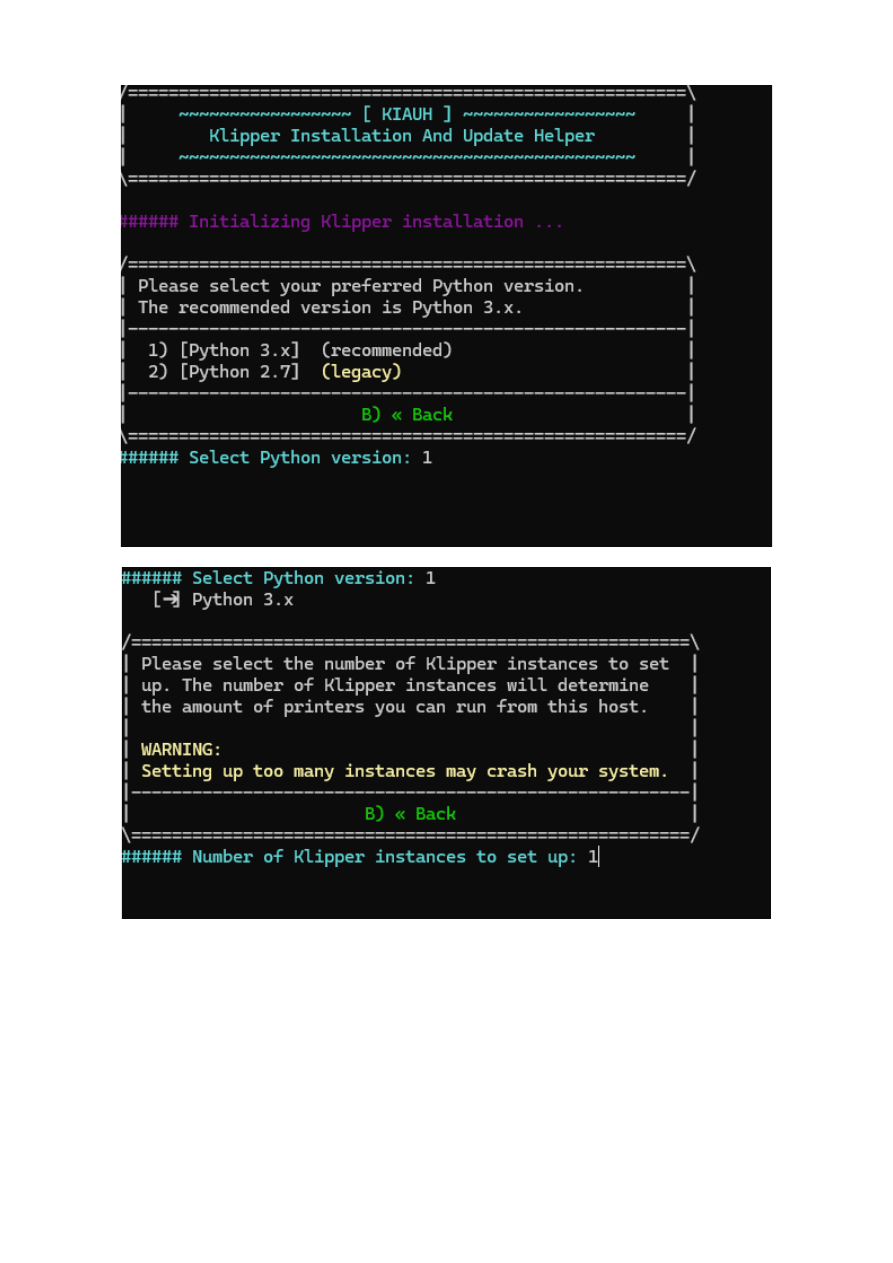 /=======================================================\
| ~~~~~~~~~~~~~~~~~ [ KIAUH ] ~~~~~~~~~~~~~~~~~ |
| Klipper Installation And Update Helper |
| ~~~~~~~~~~~~~~~~~~~~~~~~~~~~~~~~~~~~~~~~~~~~~ |
\=======================================================/
###### Initializing Klipper installation ...
/=======================================================\
| Please select your preferred Python version. |
| The recommended version is Python 3.x. |
|-------------------------------------------------------|
| 1) [Python 3.x] (recommended) |
| 2) [Python 2.7] (legacy) |
|-------------------------------------------------------|
| B) « Back |
\=======================================================/
###### Select Python version: 1
###### Select Python version: 1
[➔] Python 3.x
/=======================================================\
| Please select the number of Klipper instances to set |
| up. The number of Klipper instances will determine |
| the amount of printers you can run from this host. |
| |
| WARNING: |
| Setting up too many instances may crash your system. |
|-------------------------------------------------------|
| B) « Back |
\=======================================================/
###### Number of Klipper instances to set up: 1